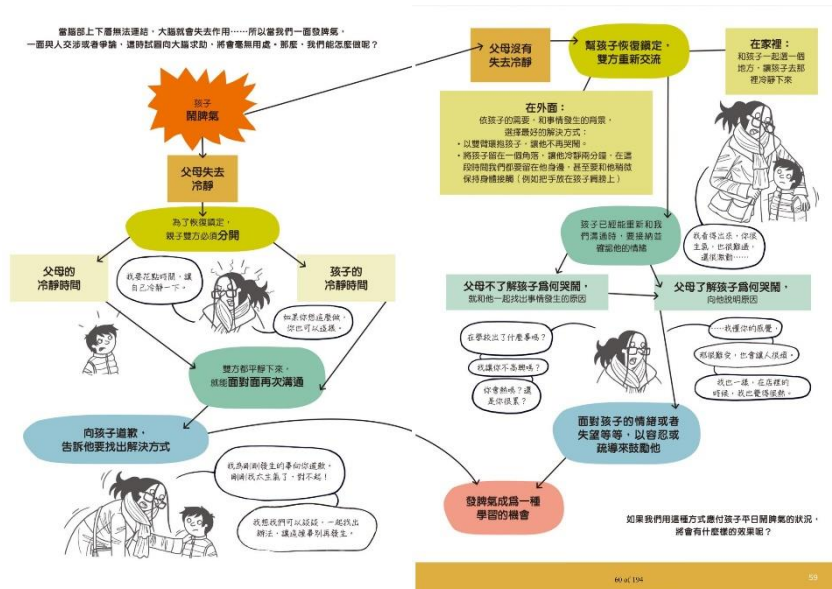 當腦部上下層無法連結，大腦就會失去作用……所以當我們一面發脾氣，
一面與人交涉或者爭論，這時試圖向大腦求助，將會毫無用處。那麼，我們能怎麼做呢？
孩子
鬧脾氣
父母失去
冷靜
為了恢復鎮定，
親子雙方必須分開
父母的
冷靜時間
我要花點時間，讓
自己冷靜一下。
孩子的
冷靜時間
如果你想這麼做，
你也可以這樣。
雙方都平靜下來，
就能面對面再次溝通
向孩子道歉，
告訴他要找出解決方式
我為剛剛發生的事向你道歉。
剛剛我太生氣了，對不起！
我想我們可以談談，一起找出
辦法，讓這種事別再發生。
父母沒有
失去冷靜
幫孩子恢復鎮定，
雙方重新交流
在家裡：
和孩子一起選一個
地方，讓孩子去那
裡冷靜下來
在外面：
依孩子的需要，和事情發生的背景，
選擇最好的解決方式：
・以雙臂環抱孩子，讓他不再哭鬧。
・將孩子留在一個角落，讓他冷靜兩分鐘，在這
段時間我們都要留在他身邊，甚至要和他稍微
保持身體接觸（例如把手放在孩子肩膀上）
我看得出來，你很
生氣，也很難過，
還很激動……
孩子已經能重新和我
們溝通時，要接納並
確認他的情緒
父母不了解孩子為何哭鬧，
就和他一起找出事情發生的原因
父母了解孩子為何哭鬧，
向他說明原因
在學校出了什麼事嗎？
我讓你不高興嗎？
你會熱嗎？還
是你很累？
……我懂你的感覺，
那很難受，也會讓人很煩。
我也一樣，在店裡的
時候，我也覺得很熱。
面對孩子的情緒或者
失望等等，以容忍或
疏導來鼓勵他
發脾氣成為一種
學習的機會
如果我們用這種方式應付孩子平日鬧脾氣的狀況，
將會有什麼樣的效果呢？
60 of 194
59